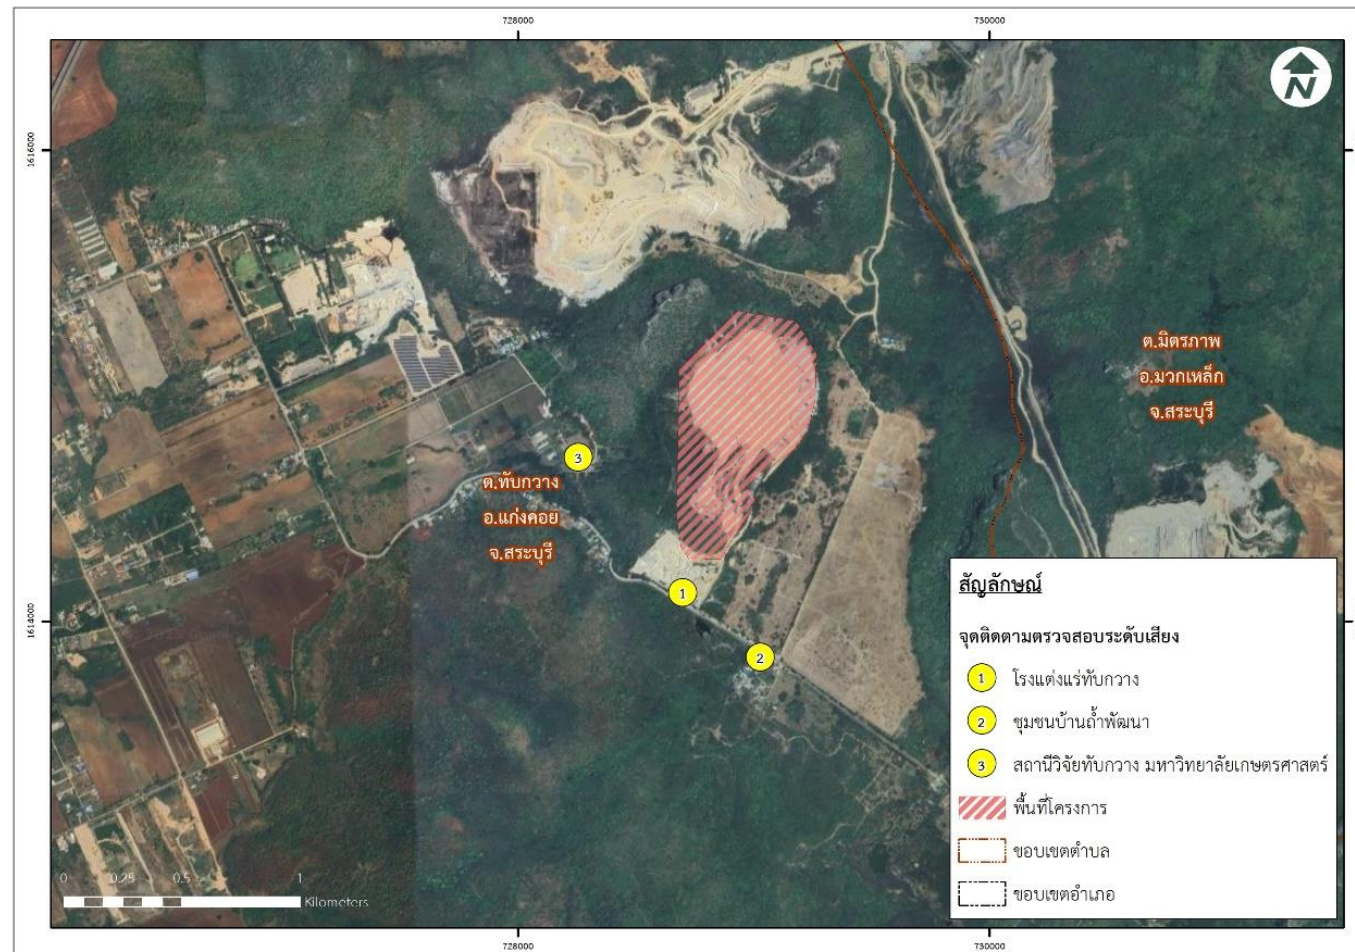 728000
730000
N
1616000
ต.มิตรภาพ
อ.มวกเหล็ก
จ.สระบุรี
3
ต.ทับกวาง
อ.แก่งคอย
จ.สระบุรี
1614000
1
2
สัญลักษณ์
จุดติดตามตรวจสอบระดับเสียง
1 โรงแต่งแร่ทับกวาง
2 ชุมชนบ้านถ้ำพัฒนา
3 สถานีวิจัยทับกวาง มหาวิทยาลัยเกษตรศาสตร์
พื้นที่โครงการ
ขอบเขตตำบล
ขอบเขตอำเภอ
0 0.25 0.5 1
Kilometers
728000
730000